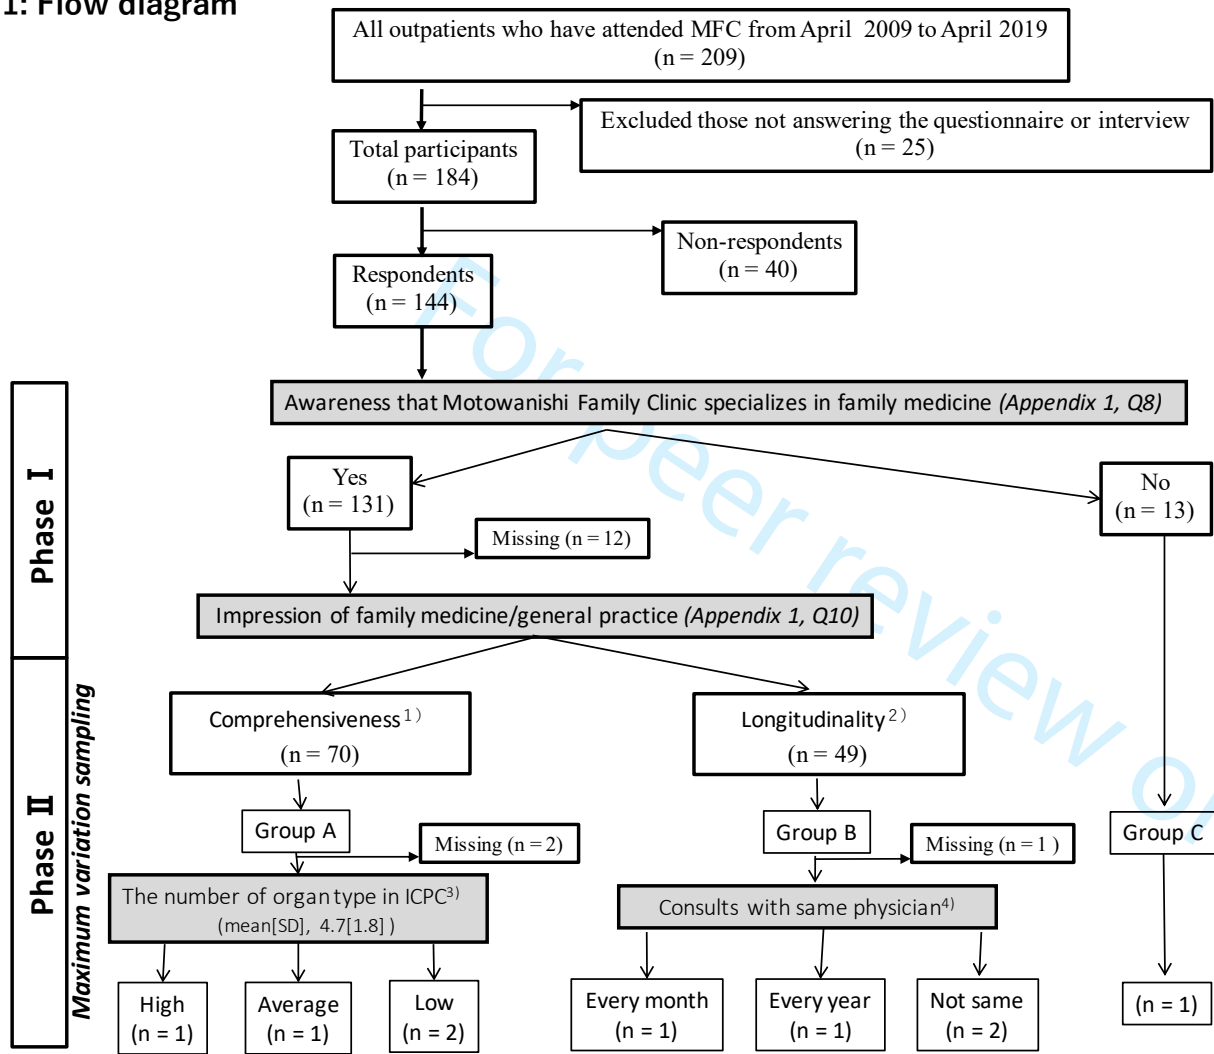 1: Flow diagram
All outpatients who have attended MFC from April 2009 to April 2019
(n = 209)
Excluded those not answering the questionnaire or interview
(n = 25)
Total participants
(n = 184)
Non-respondents
(n = 40)
Respondents
(n = 144)
Awareness that Motowanishi Family Clinic specializes in family medicine (Appendix 1, Q8)
Phase I
Yes
(n = 131)
No
(n = 13)
Missing (n = 12)
Impression of family medicine/general practice (Appendix 1, Q10)
Phase II
Maximum variation sampling
Comprehensiveness 1)
(n = 70)
Longitudinality 2)
(n = 49)
Group A
Group B
Group C
Missing (n = 2)
Missing (n = 1 )
The number of organ type in ICPC3)
(mean[SD], 4.7[1.8] )
Consults with same physician4)
High
(n = 1)
Average
(n = 1)
Low
(n = 2)
Every month
(n = 1)
Every year
(n = 1)
Not same
(n = 2)
(n = 1)
For peer review on